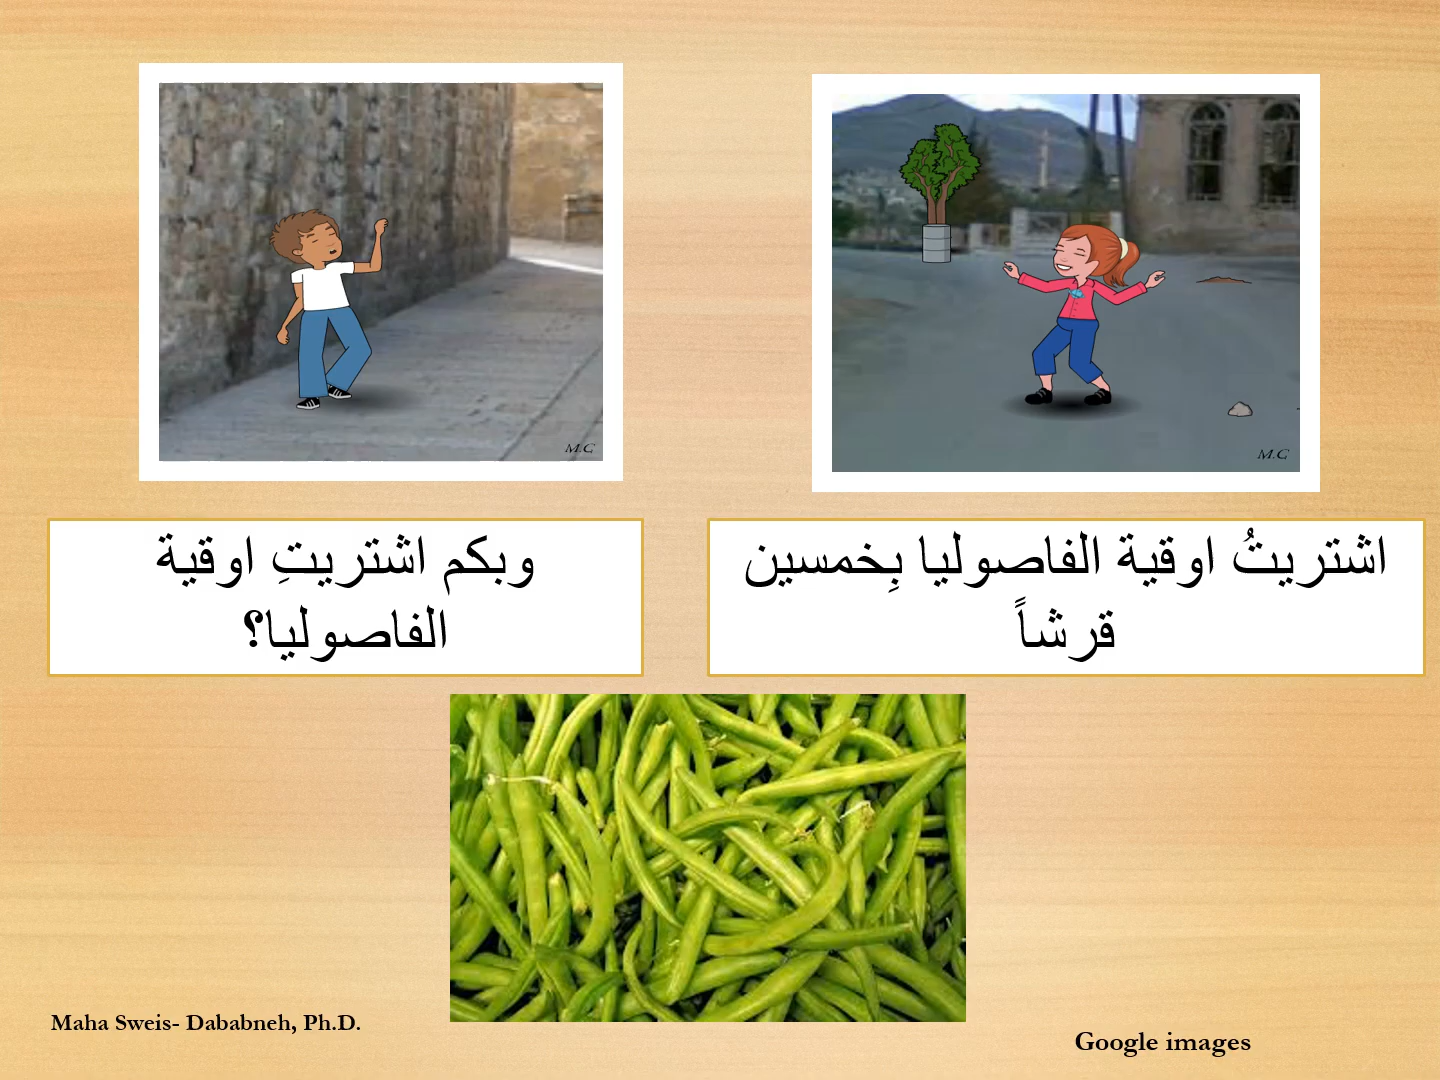 M.G
M.G
وبكم اشتريتِ اوقية
الفاصوليا؟
اشتريتُ اوقية الفاصوليا بِخمسين
قرشاً
Maha Sweis- Dababneh, Ph.D.
Google images